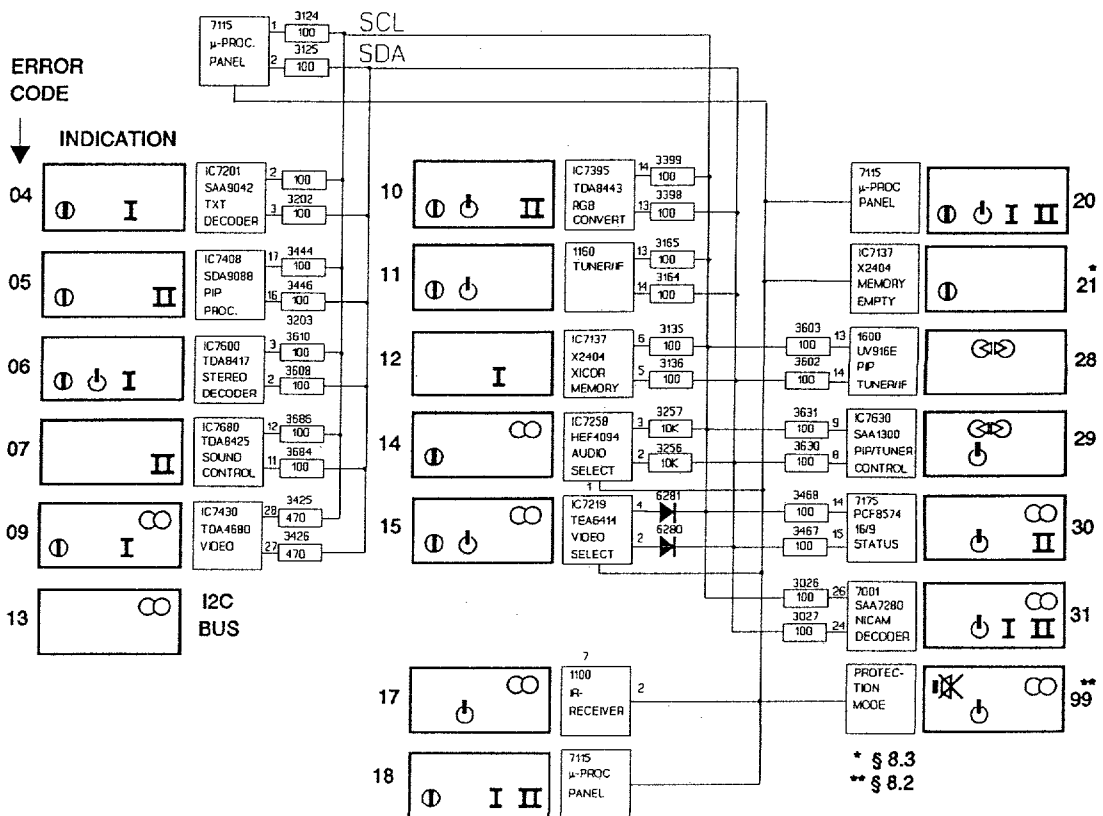 7115
μ-PROC.
PANEL
1
3124
100
SCL
2
3125
100
SDA
ERROR
CODE
INDICATION
04
I
IC7201
SAA9042
TXT
DECODER
2
100
3202
3
100
05
II
IC7408
SDA9088
PIP
PROC.
17
3444
100
16
3446
100
3203
06
I
IC7600
TDA8417
STEREO
DECODER
3
3610
100
2
3608
100
07
II
IC7680
TDA8425
SOUND
CONTROL
12
3685
100
11
3684
100
09
I
IC7430
TDA4680
VIDEO
28
3425
470
27
3426
470
13
I2C
BUS
10
II
IC7395
TDA8443
RGB
CONVERT
14
3399
100
13
3398
100
11
1160
TUNER/IF
13
3165
100
14
3164
100
12
I
IC7137
X2404
XICOR
MEMORY
6
3135
100
5
3136
100
14
IC7258
HEF4094
AUDIO
SELECT
3
3257
10K
2
3256
10K
1
15
IC7219
TEA6414
VIDEO
SELECT
4
6281
2
6280
17
7
1100
IR-
RECEIVER
2
18
I II
7115
μ-PROC
PANEL
7115
μ-PROC
PANEL
I II
20
IC7137
X2404
MEMORY
EMPTY
21*
3603
100
13
3602
100
14
1600
UV916E
PIP
TUNER/IF
28
3631
100
9
3630
100
8
IC7630
SAA1300
PIP/TUNER
CONTROL
29
3468
100
14
3467
100
15
7175
PCF8574
16/9
STATUS
II
30
3026
100
26
3027
100
24
7001
SAA7280
NICAM
DECODER
I II
31
PROTEC-
TION
MODE
99**
* § 8.3
** § 8.2